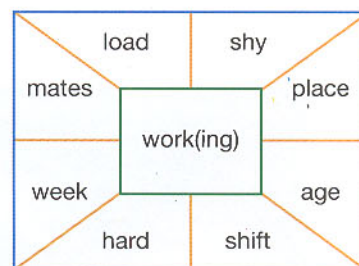 load shy
mates place
work(ing)
week age
hard shift